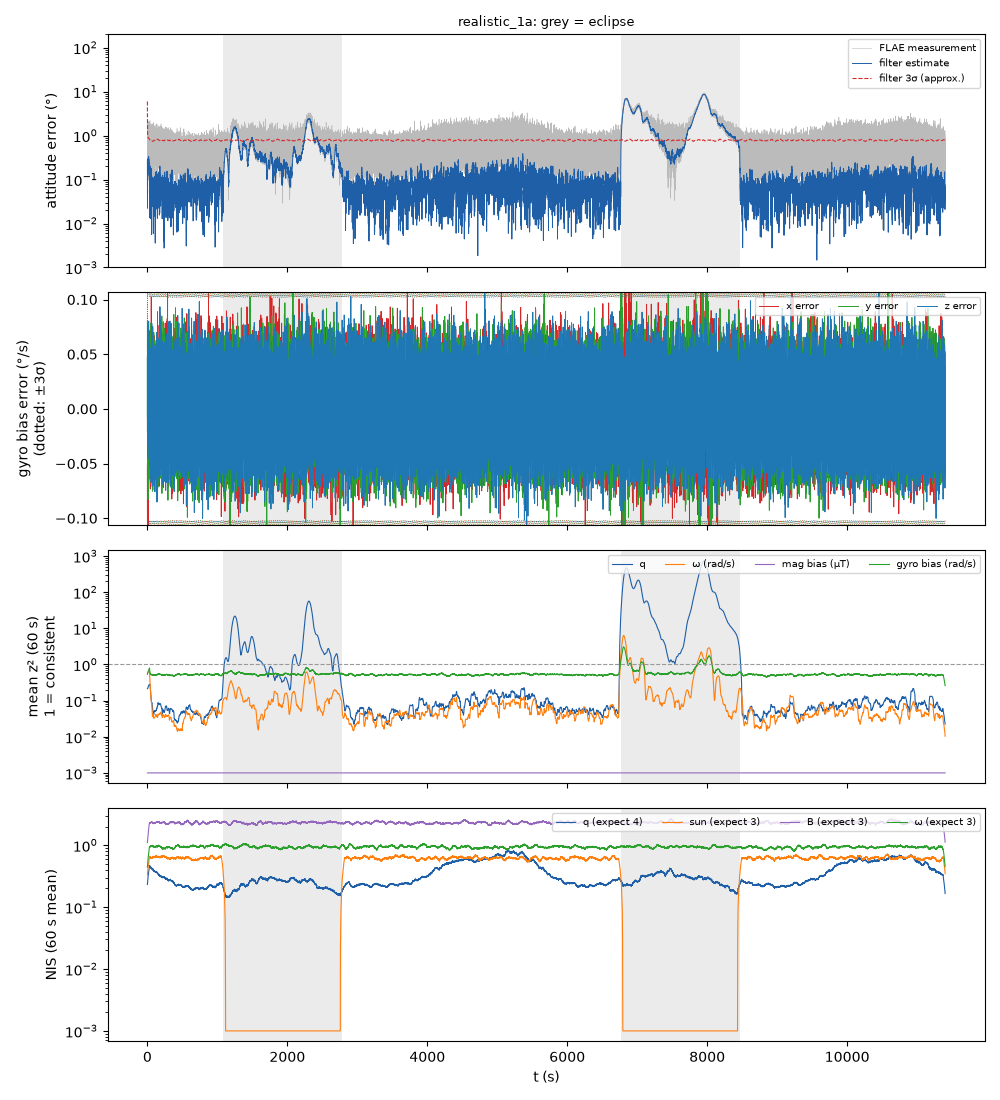 realistic_1a: grey = eclipse
10²
10¹
10⁰
10⁻¹
10⁻²
10⁻³
attitude error (°)
FLAE measurement
filter estimate
filter 3σ (approx.)
0.10
0.05
0.00
−0.05
−0.10
gyro bias error (°/s)
(dotted: ±3σ)
x error
y error
z error
10³
10²
10¹
10⁰
10⁻¹
10⁻²
10⁻³
mean z² (60 s)
1 = consistent
q
ω (rad/s)
mag bias (μT)
gyro bias (rad/s)
10⁰
10⁻¹
10⁻²
10⁻³
NIS (60 s mean)
q (expect 4)
sun (expect 3)
B (expect 3)
ω (expect 3)
0
2000
4000
6000
8000
10000
t (s)